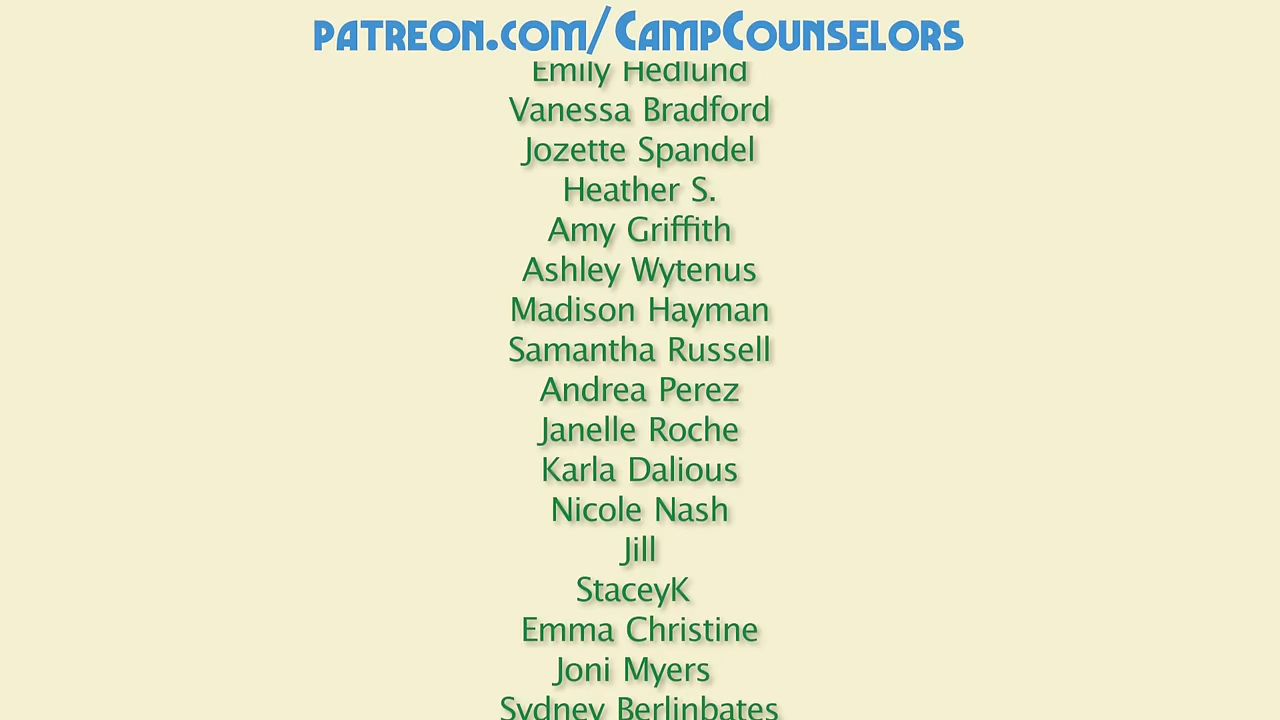 patreon.com/CampCounselors
Emily Hedlund
Vanessa Bradford
Jozette Spandel
Heather S.
Amy Griffith
Ashley Wytenus
Madison Hayman
Samantha Russell
Andrea Perez
Janelle Roche
Karla Dalious
Nicole Nash
Jill
StaceyK
Emma Christine
Joni Myers
Sydney Berlinbates